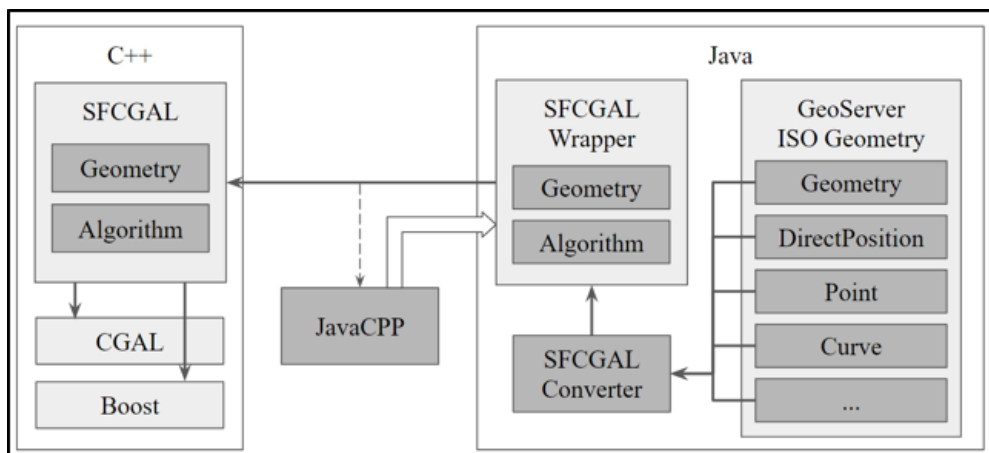 C++
SFCGAL
Geometry
Algorithm
CGAL
Boost
JavaCPP
Java
SFCGAL
Wrapper
Geometry
Algorithm
SFCGAL
Converter
GeoServer
ISO Geometry
Geometry
DirectPosition
Point
Curve
...